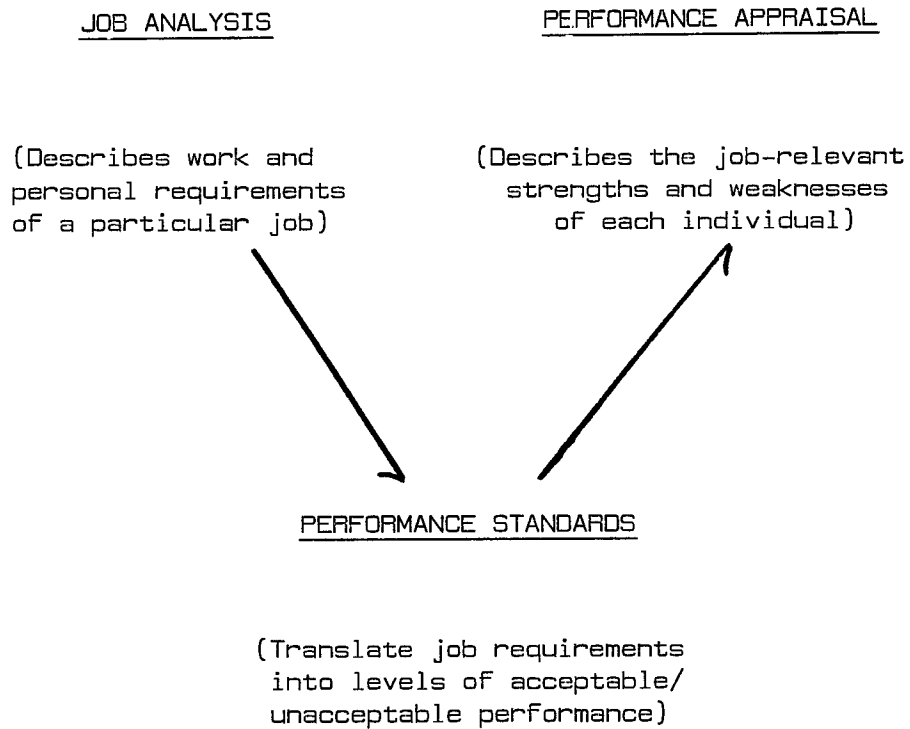 JOB ANALYSIS
(Describes work and
personal requirements
of a particular job)
PERFORMANCE APPRAISAL
(Describes the job-relevant
strengths and weaknesses
of each individual)
PERFORMANCE STANDARDS
(Translate job requirements
into levels of acceptable/
unacceptable performance)